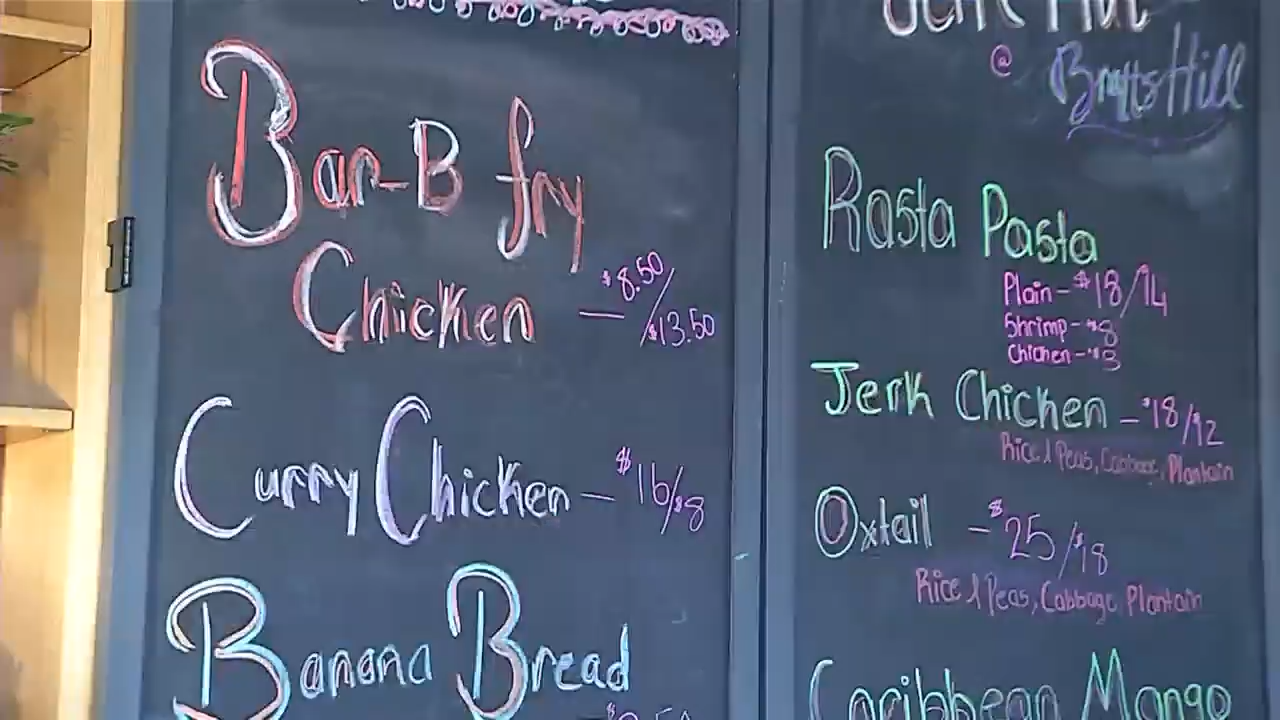 Bar-B fry
Chicken - $8.50/$13.50
Curry Chicken - $16/$8
Banana Bread
@
Bratts Hill
Rasta Pasta
Plain - $18/14
Shrimp - $8
Chicken - $3
Jerk Chicken - $18/12
Rice & Peas, Cabbage, Plantain
Oxtail - $25/$18
Rice & Peas, Cabbage, Plantain
Caribbean Mango